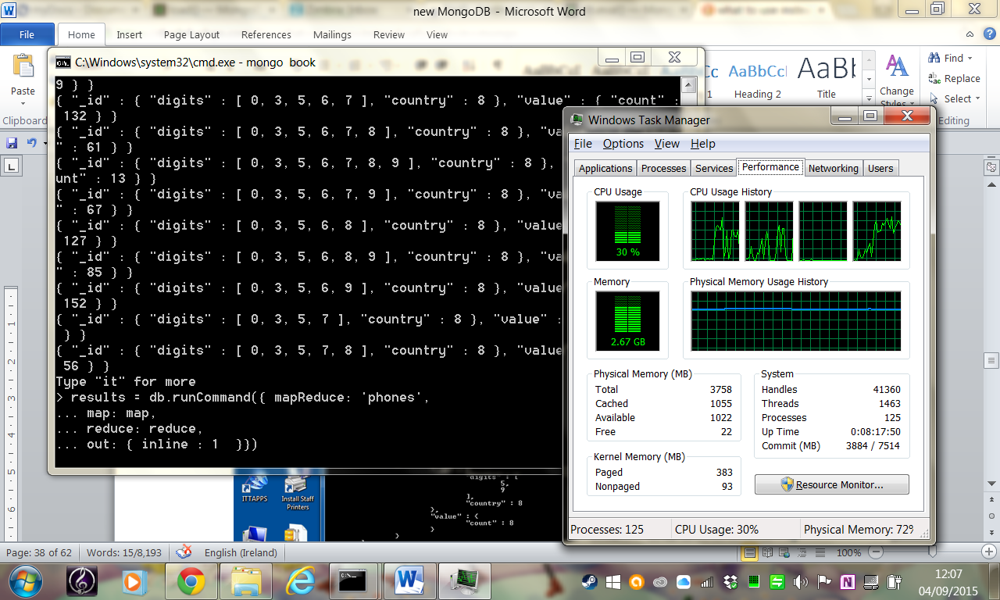 new MongoDB - Microsoft Word
File Home Insert Page Layout References Mailings Review View
Paste
Clipboard
1 Heading 2 Title
Change
Styles
Find
Replace
Select
Editing
C:\Windows\system32\cmd.exe - mongo book
9 } }
{ "_id" : { "digits" : [ 0, 3, 5, 6, 7 ], "country" : 8 }, "value" : { "count" :
132 } }
{ "_id" : { "digits" : [ 0, 3, 5, 6, 7, 8 ], "country" : 8 }, "va
" : 61 } }
{ "_id" : { "digits" : [ 0, 3, 5, 6, 7, 8, 9 ], "country" : 8 },
unt" : 13 } }
{ "_id" : { "digits" : [ 0, 3, 5, 6, 7, 9 ], "country" : 8 }, "va
" : 67 } }
{ "_id" : { "digits" : [ 0, 3, 5, 6, 8 ], "country" : 8 }, "value
127 } }
{ "_id" : { "digits" : [ 0, 3, 5, 6, 8, 9 ], "country" : 8 }, "va
" : 85 } }
{ "_id" : { "digits" : [ 0, 3, 5, 6, 9 ], "country" : 8 }, "value
152 } }
{ "_id" : { "digits" : [ 0, 3, 5, 7 ], "country" : 8 }, "value" :
} }
{ "_id" : { "digits" : [ 0, 3, 5, 7, 8 ], "country" : 8 }, "value
56 } }
Type "it" for more
> results = db.runCommand({ mapReduce: 'phones',
... map: map,
... reduce: reduce,
... out: { inline : 1 }})
Windows Task Manager
File Options View Help
Applications Processes Services Performance Networking Users
CPU Usage CPU Usage History
30 %
Memory Physical Memory Usage History
2.67 GB
Physical Memory (MB)
Total 3758
Cached 1055
Available 1022
Free 22
Kernel Memory (MB)
Paged 383
Nonpaged 93
System
Handles 41360
Threads 1463
Processes 125
Up Time 0:08:17:50
Commit (MB) 3884 / 7514
Resource Monitor...
Processes: 125 CPU Usage: 30% Physical Memory: 72%
ITTAPPS
Install Staff
Printers
"digits" : [
5,
9
],
"country" : 8
},
"value" : {
"count" : 8
}
}
Page: 38 of 62 Words: 15/8,193 English (Ireland) 100%
12:07
04/09/2015